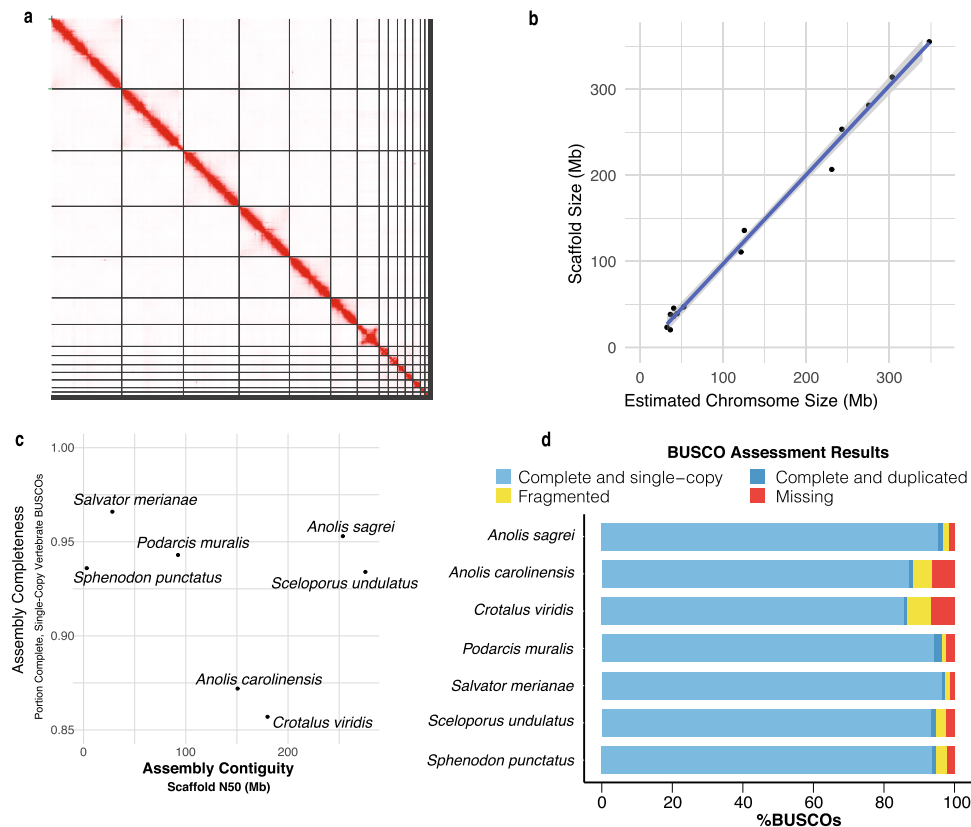 a
b
300
200
100
0
Scaffold Size (Mb)
0 100 200 300
Estimated Chromsome Size (Mb)
c
1.00
0.95
0.90
0.85
Assembly Completeness
Portion Complete, Single-Copy Vertebrate BUSCOs
Salvator merianae
Anolis sagrei
Podarcis muralis
Sphenodon punctatus
Sceloporus undulatus
Anolis carolinensis
Crotalus viridis
0 100 200
Assembly Contiguity
Scaffold N50 (Mb)
d
BUSCO Assessment Results
Complete and single−copy
Complete and duplicated
Fragmented
Missing
Anolis sagrei
Anolis carolinensis
Crotalus viridis
Podarcis muralis
Salvator merianae
Sceloporus undulatus
Sphenodon punctatus
0 20 40 60 80 100
%BUSCOs